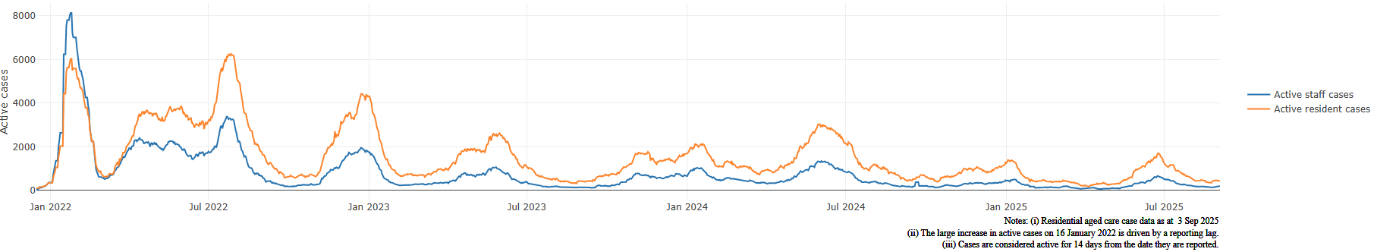 Active cases
8000
6000
4000
2000
0
Jan 2022
Jul 2022
Jan 2023
Jul 2023
Jan 2024
Jul 2024
Jan 2025
Jul 2025
Active staff cases
Active resident cases
Notes: (i) Residential aged care case data as at 3 Sep 2025
(ii) The large increase in active cases on 16 January 2022 is driven by a reporting lag.
(iii) Cases are considered active for 14 days from the date they are reported.